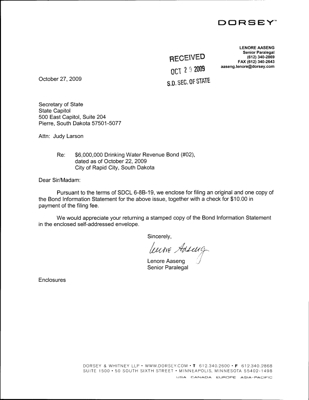 DORSEY
LENORE AASENG
Senior Paralegal
(612) 340-2868
FAX (612) 340-2643
aaseng.lenore@dorsey.com
RECEIVED
OCT 29 2009
S.D. SEC. OF STATE
October 27, 2009
Secretary of State
State Capitol
500 East Capitol, Suite 204
Pierre, South Dakota 57501-5077
Attn: Judy Larson
Re: $6,000,000 Drinking Water Revenue Bond (#02),
dated as of October 22, 2009
City of Rapid City, South Dakota
Dear Sir/Madam:
Pursuant to the terms of SDCL 6-8B-19, we enclose for filing an original and one copy of
the Bond Information Statement for the above issue, together with a check for $10.00 in
payment of the filing fee.
We would appreciate your returning a stamped copy of the Bond Information Statement
in the enclosed self-addressed envelope.
Sincerely,
Lenore Aaseng
Lenore Aaseng
Senior Paralegal
Enclosures
DORSEY & WHITNEY LLP • WWW.DORSEY.COM • T 612.340.2600 • F 612.340.2868
SUITE 1500 • 50 SOUTH SIXTH STREET • MINNEAPOLIS, MINNESOTA 55402-1498
USA CANADA EUROPE ASIA-PACIFIC